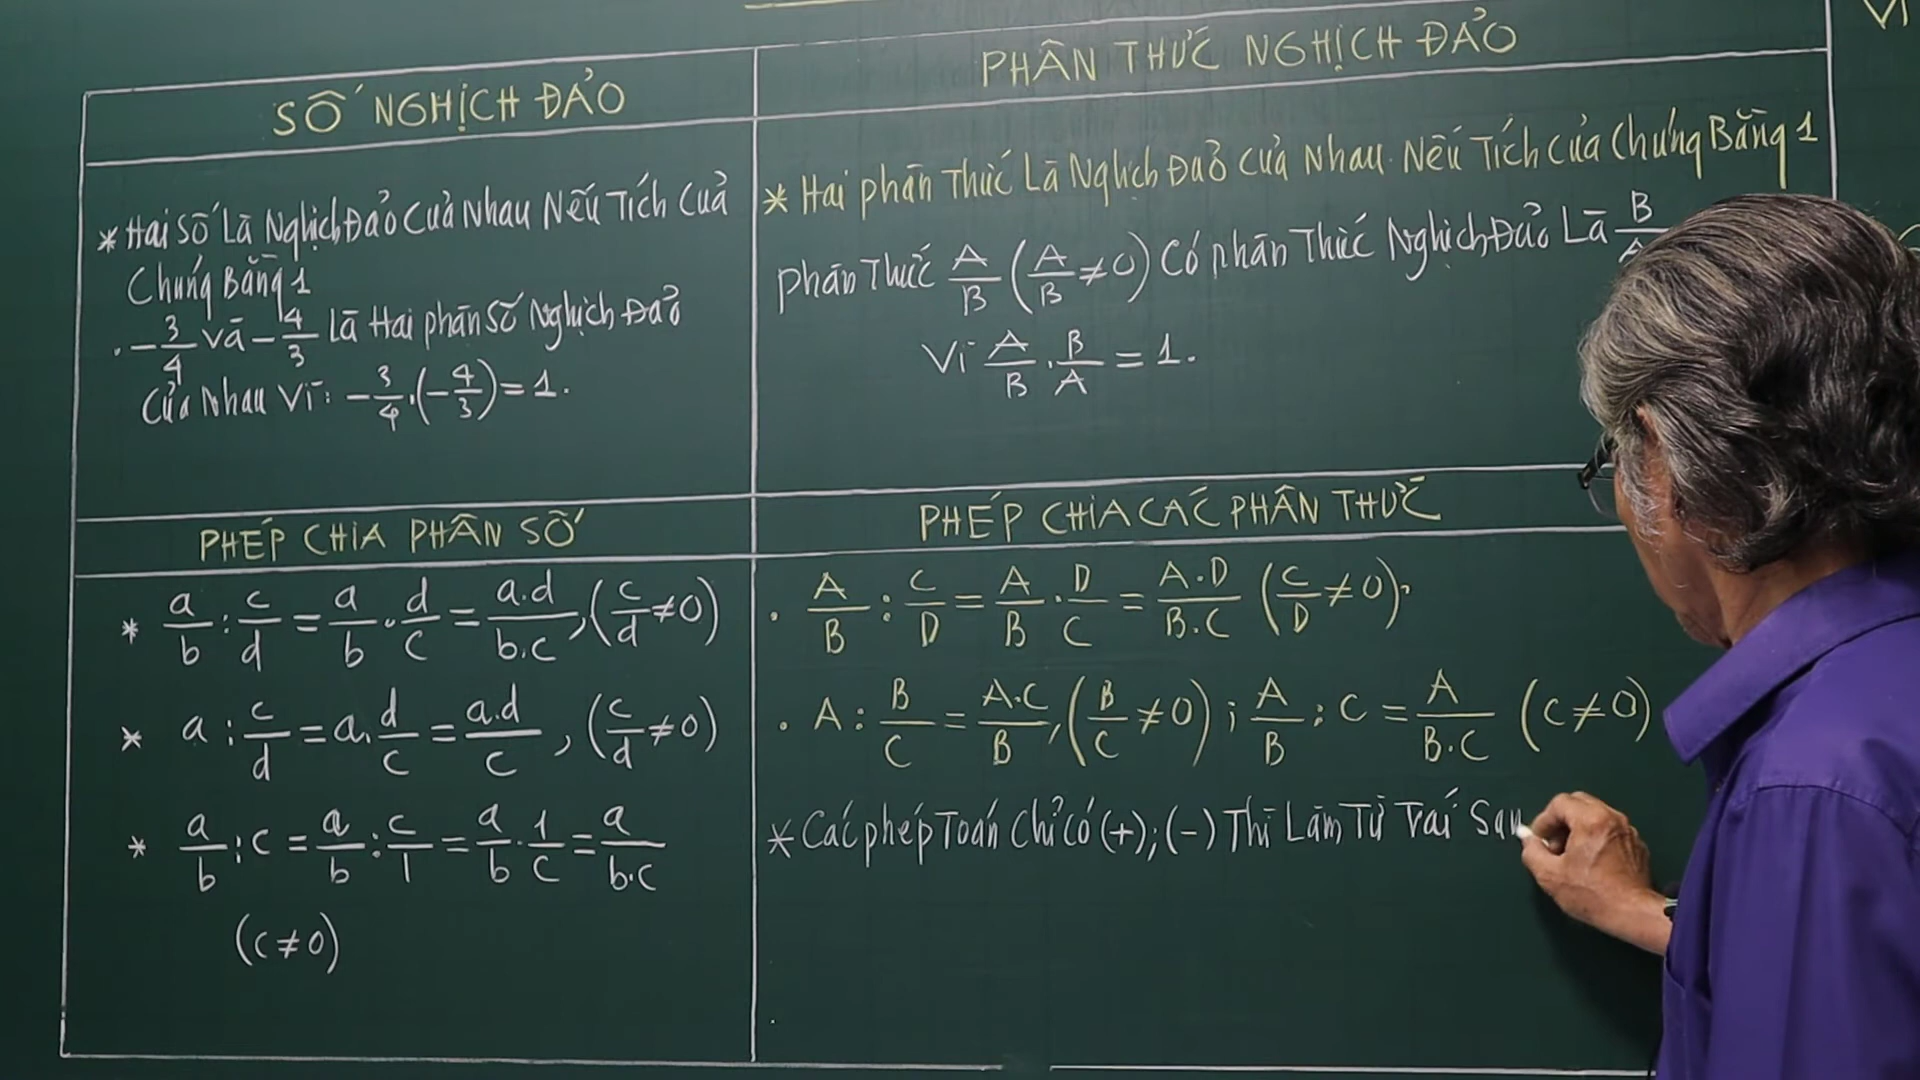 SỐ NGHỊCH ĐẢO
* Hai Số Là Nghịch Đảo Của Nhau Nếu Tích Của
Chúng Bằng 1
. -3/4 và -4/3 Là Hai phân Số Nghịch Đảo
Của Nhau Vì: -3/4.(-4/3)=1.
PHÂN THỨC NGHỊCH ĐẢO
* Hai phân Thức Là Nghịch Đảo Của Nhau Nếu Tích Của Chúng Bằng 1
phân Thức A/B (A/B ≠ 0) Có phân Thức Nghịch Đảo Là B/A
Vì A/B . B/A = 1.
PHÉP CHIA PHÂN SỐ
* a/b : c/d = a/b . d/c = a.d/b.c, (c/d ≠ 0)
* a : c/d = a. d/c = a.d/c, (c/d ≠ 0)
* a/b : c = a/b : c/1 = a/b . 1/c = a/b.c
(c ≠ 0)
PHÉP CHIA CÁC PHÂN THỨC
. A/B : C/D = A/B . D/C = A.D/B.C (C/D ≠ 0).
. A : B/C = A.C/B, (B/C ≠ 0) ; A/B : C = A/B.C (C ≠ 0)
* Các phép Toán Chỉ có (+); (-) Thì Làm Từ Trái San
Vì